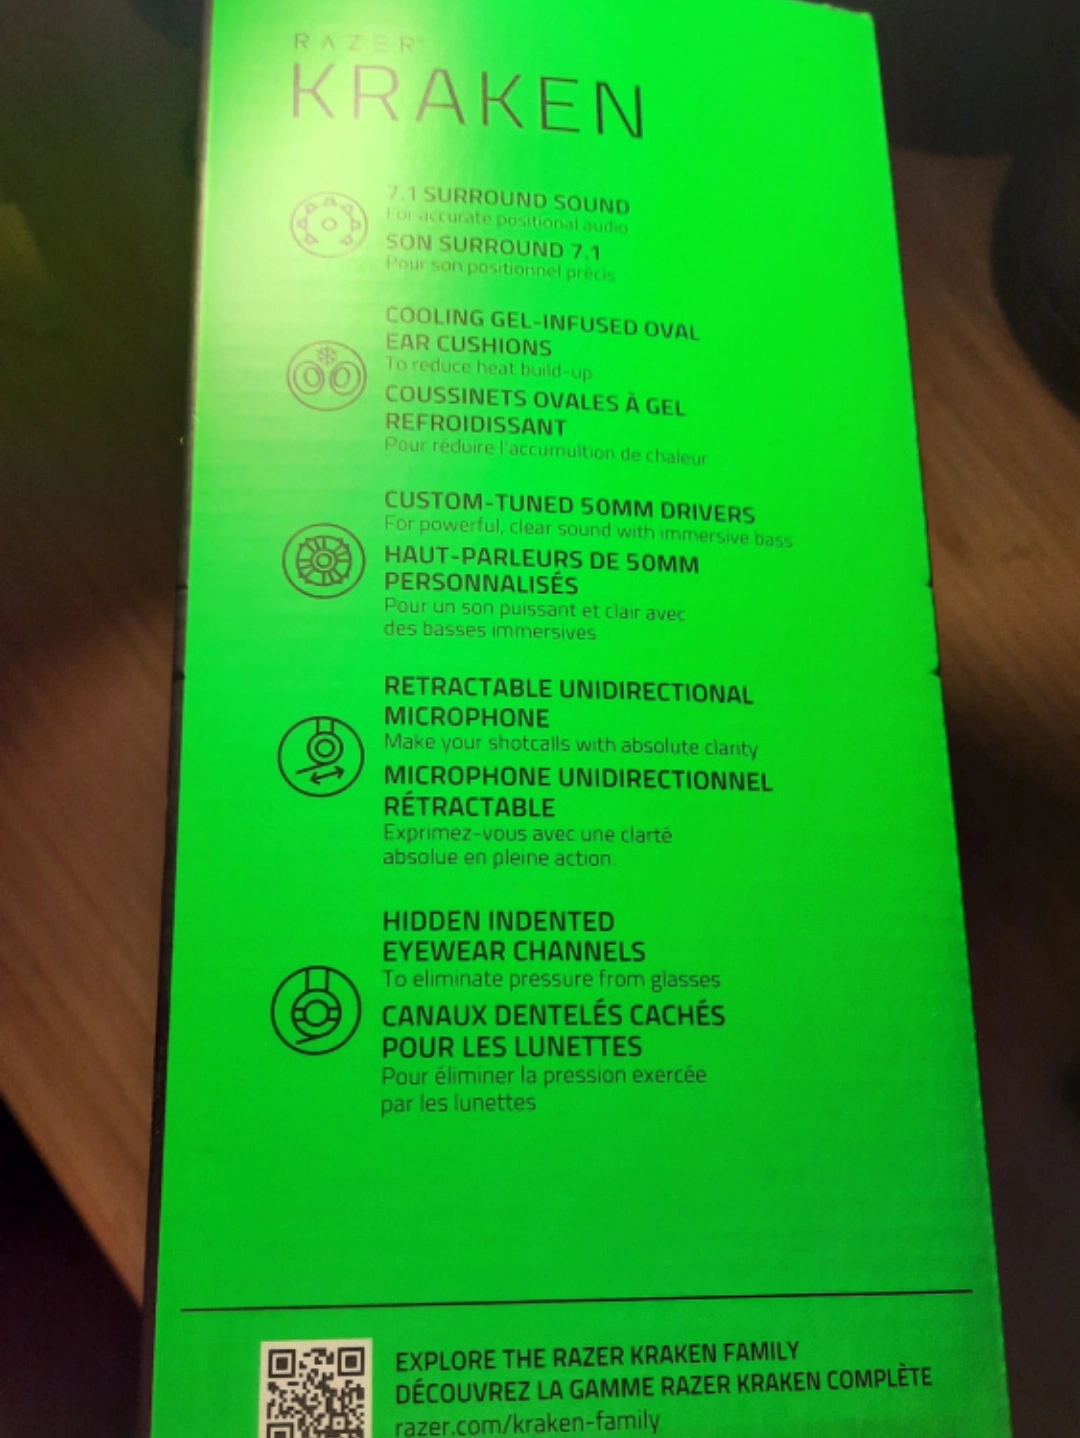 RAZER
KRAKEN
7.1 SURROUND SOUND
For accurate positional audio
SON SURROUND 7.1
Pour son positionnel précis
COOLING GEL-INFUSED OVAL
EAR CUSHIONS
To reduce heat build-up
COUSSINETS OVALES À GEL
REFROIDISSANT
Pour réduire l'accumultion de chaleur
CUSTOM-TUNED 50MM DRIVERS
For powerful, clear sound with immersive bass
HAUT-PARLEURS DE 50MM
PERSONNALISÉS
Pour un son puissant et clair avec
des basses immersives
RETRACTABLE UNIDIRECTIONAL
MICROPHONE
Make your shotcalls with absolute clarity
MICROPHONE UNIDIRECTIONNEL
RÉTRACTABLE
Exprimez-vous avec une clarté
absolue en pleine action.
HIDDEN INDENTED
EYEWEAR CHANNELS
To eliminate pressure from glasses
CANAUX DENTELÉS CACHÉS
POUR LES LUNETTES
Pour éliminer la pression exercée
par les lunettes
EXPLORE THE RAZER KRAKEN FAMILY
DÉCOUVREZ LA GAMME RAZER KRAKEN COMPLÈTE
razer.com/kraken-family